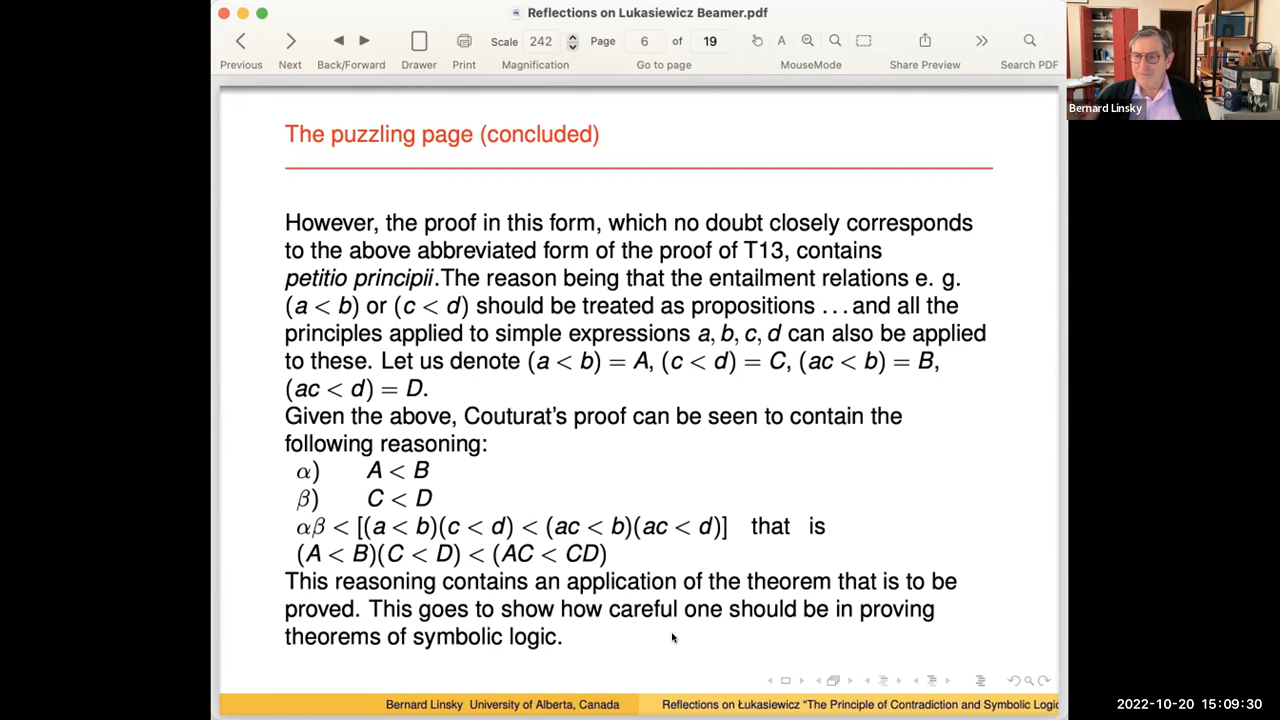 Reflections on Lukasiewicz Beamer.pdf
Scale 242 Page 6 of 19 A
Previous Next Back/Forward Drawer Print Magnification Go to page MouseMode Share Preview Search PDF
Bernard Linsky
The puzzling page (concluded)
However, the proof in this form, which no doubt closely corresponds
to the above abbreviated form of the proof of T13, contains
petitio principii.The reason being that the entailment relations e. g.
(a < b) or (c < d) should be treated as propositions ...and all the
principles applied to simple expressions a, b, c, d can also be applied
to these. Let us denote (a < b) = A, (c < d) = C, (ac < b) = B,
(ac < d) = D.
Given the above, Couturat's proof can be seen to contain the
following reasoning:
α) A < B
β) C < D
αβ < [(a < b)(c < d) < (ac < b)(ac < d)] that is
(A < B)(C < D) < (AC < CD)
This reasoning contains an application of the theorem that is to be
proved. This goes to show how careful one should be in proving
theorems of symbolic logic.
Bernard Linsky University of Alberta, Canada
Reflections on Łukasiewicz "The Principle of Contradiction and Symbolic Logic
2022-10-20 15:09:30